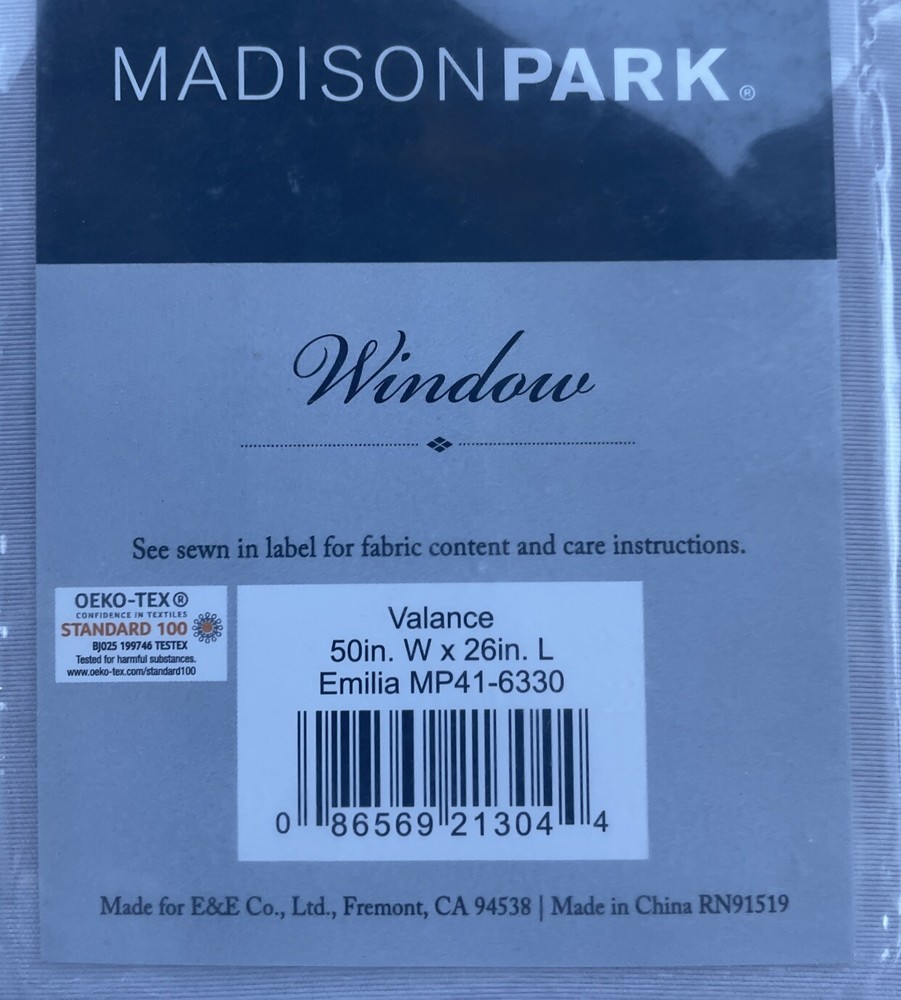 MADISONPARK®
Window
See sewn in label for fabric content and care instructions.
OEKO-TEX®
CONFIDENCE IN TEXTILES
STANDARD 100
BJ025 199746 TESTEX
Tested for harmful substances.
www.oeko-tex.com/standard100
Valance
50in. W x 26in. L
Emilia MP41-6330
0 86569 21304 4
Made for E&E Co., Ltd., Fremont, CA 94538 | Made in China RN91519